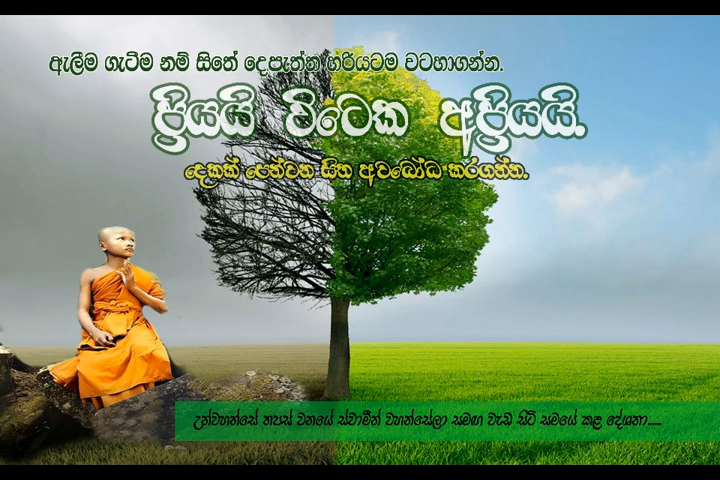 ඇලීම ගැටීම නම් සිතේ දෙපැත්ත හරියටම වටහාගන්න.
ප්‍රියයි විටෙක අප්‍රියයි.
දෙකක් පෙන්වන සිත අවබෝධ කරගන්න.
උන්වහන්සේ තපස් වනයේ ස්වාමීන් වහන්සේලා සමඟ වැඩ සිටි සමයේ කළ දේශනා.....